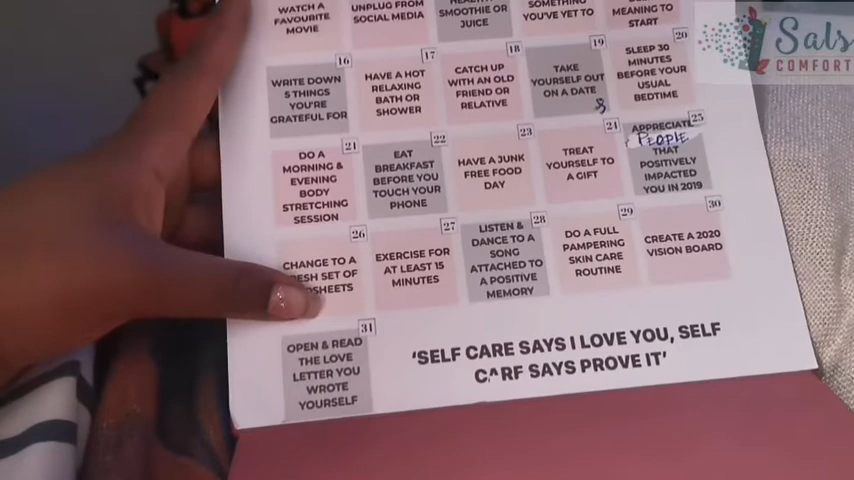 WATCH A
FAVOURITE
MOVIE
UNPLUG FROM
SOCIAL MEDIA
HEALTHY
SMOOTHIE OR
JUICE
SOMETHING
YOU'VE YET TO
MEANING TO
START
16
WRITE DOWN
5 THINGS
YOU'RE
GRATEFUL FOR
17
HAVE A HOT
RELAXING
BATH OR
SHOWER
18
CATCH UP
WITH AN OLD
FRIEND OR
RELATIVE
19
TAKE
YOURSELF OUT
ON A DATE
20
SLEEP 30
MINUTES
BEFORE YOUR
USUAL
BEDTIME
21
DO A
MORNING &
EVENING
BODY
STRETCHING
SESSION
22
EAT
BREAKFAST
BEFORE YOU
TOUCH YOUR
PHONE
23
HAVE A JUNK
FREE FOOD
DAY
24
TREAT
YOURSELF TO
A GIFT
25
APPRECIATE
PEOPLE
THAT
POSITIVELY
IMPACTED
YOU IN 2019
26
CHANGE TO A
ESH SET OF
DSHEETS
27
EXERCISE FOR
AT LEAST 15
MINUTES
28
LISTEN &
DANCE TO A
SONG
ATTACHED TO
A POSITIVE
MEMORY
29
DO A FULL
PAMPERING
SKIN CARE
ROUTINE
30
CREATE A 2020
VISION BOARD
31
OPEN & READ
THE LOVE
LETTER YOU
WROTE
YOURSELF
'SELF CARE SAYS I LOVE YOU, SELF
CARE SAYS PROVE IT'
Sals
COMFORT